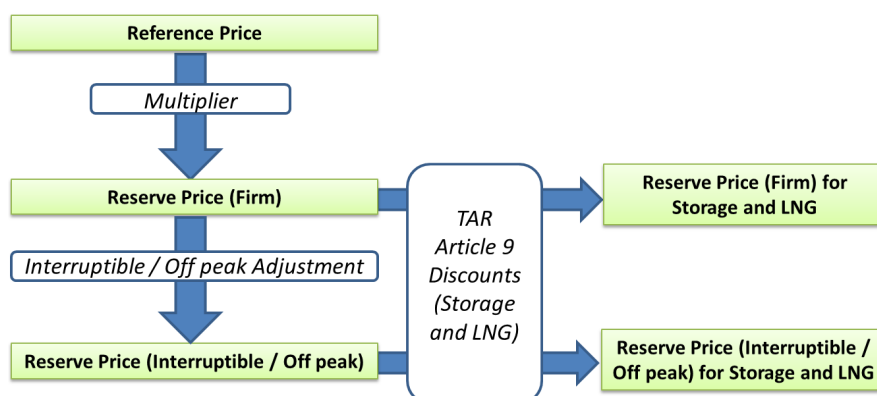 Reference Price
Multiplier
Reserve Price (Firm)
Interruptible / Off peak Adjustment
Reserve Price (Interruptible / Off peak)
TAR
Article 9
Discounts
(Storage
and LNG)
Reserve Price (Firm) for
Storage and LNG
Reserve Price (Interruptible /
Off peak) for Storage and LNG